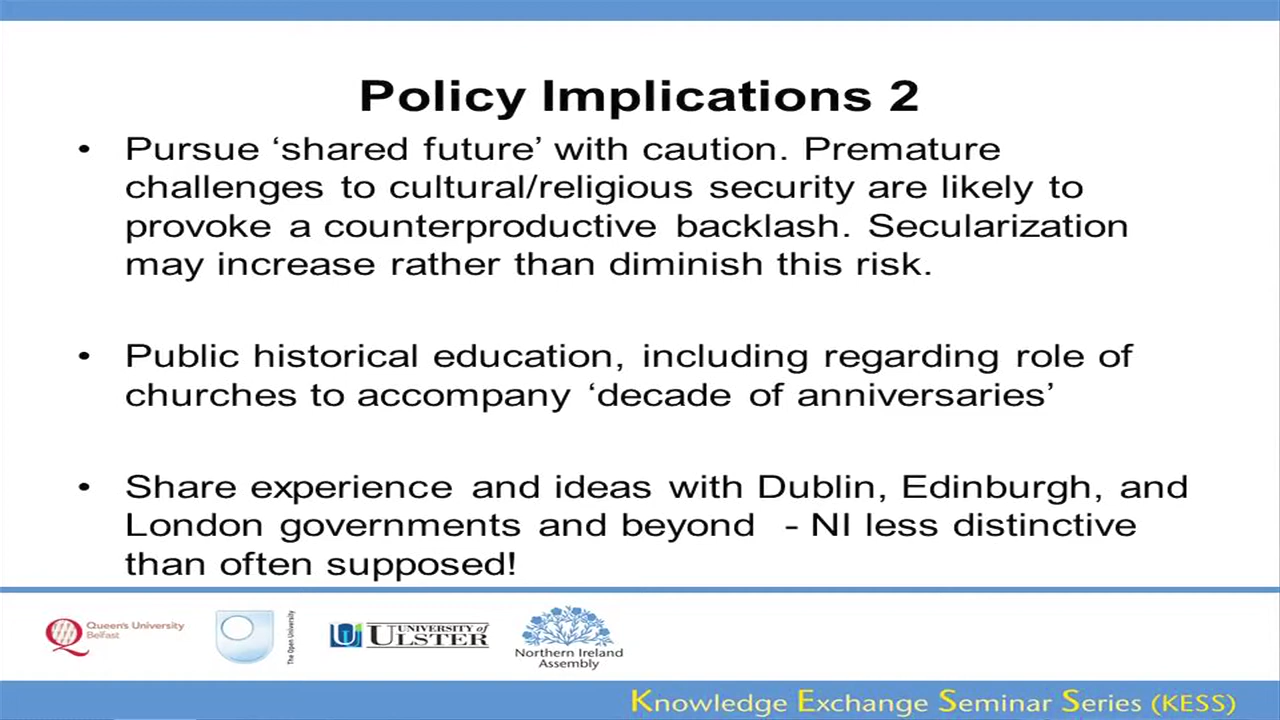 Policy Implications 2
• Pursue ‘shared future’ with caution. Premature
challenges to cultural/religious security are likely to
provoke a counterproductive backlash. Secularization
may increase rather than diminish this risk.
• Public historical education, including regarding role of
churches to accompany ‘decade of anniversaries’
• Share experience and ideas with Dublin, Edinburgh, and
London governments and beyond - NI less distinctive
than often supposed!
Queen's University
Belfast
The Open University
UNIVERSITY of
ULSTER
Northern Ireland
Assembly
Knowledge Exchange Seminar Series (KESS)